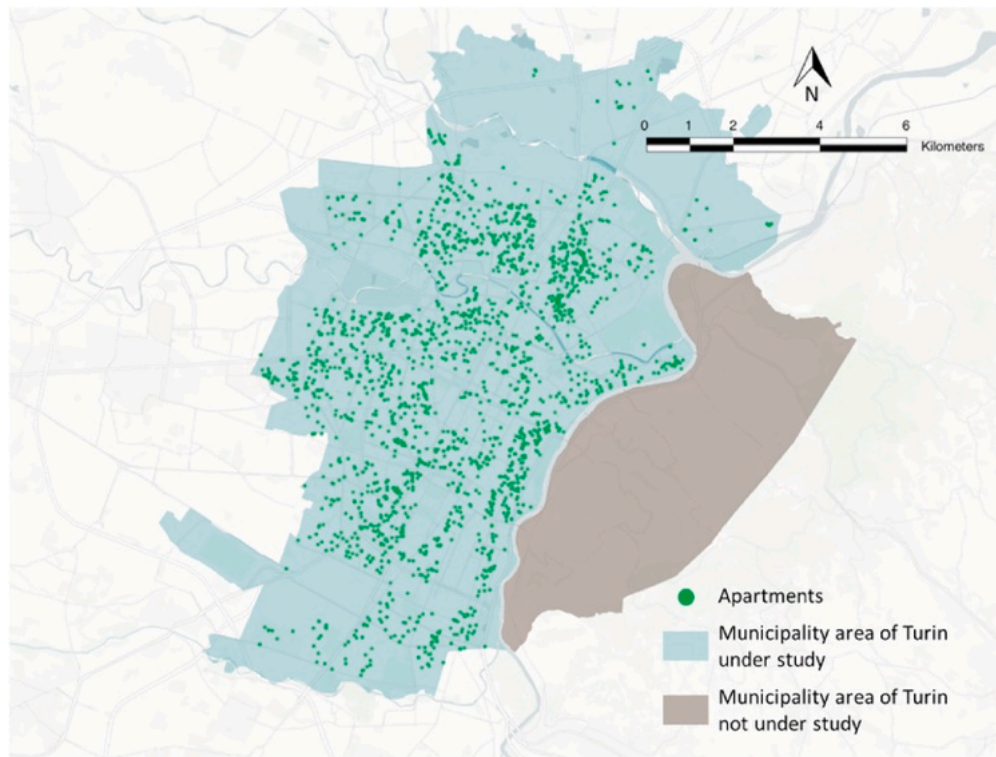 N
0 1 2 4 6
Kilometers
Apartments
Municipality area of Turin
under study
Municipality area of Turin
not under study